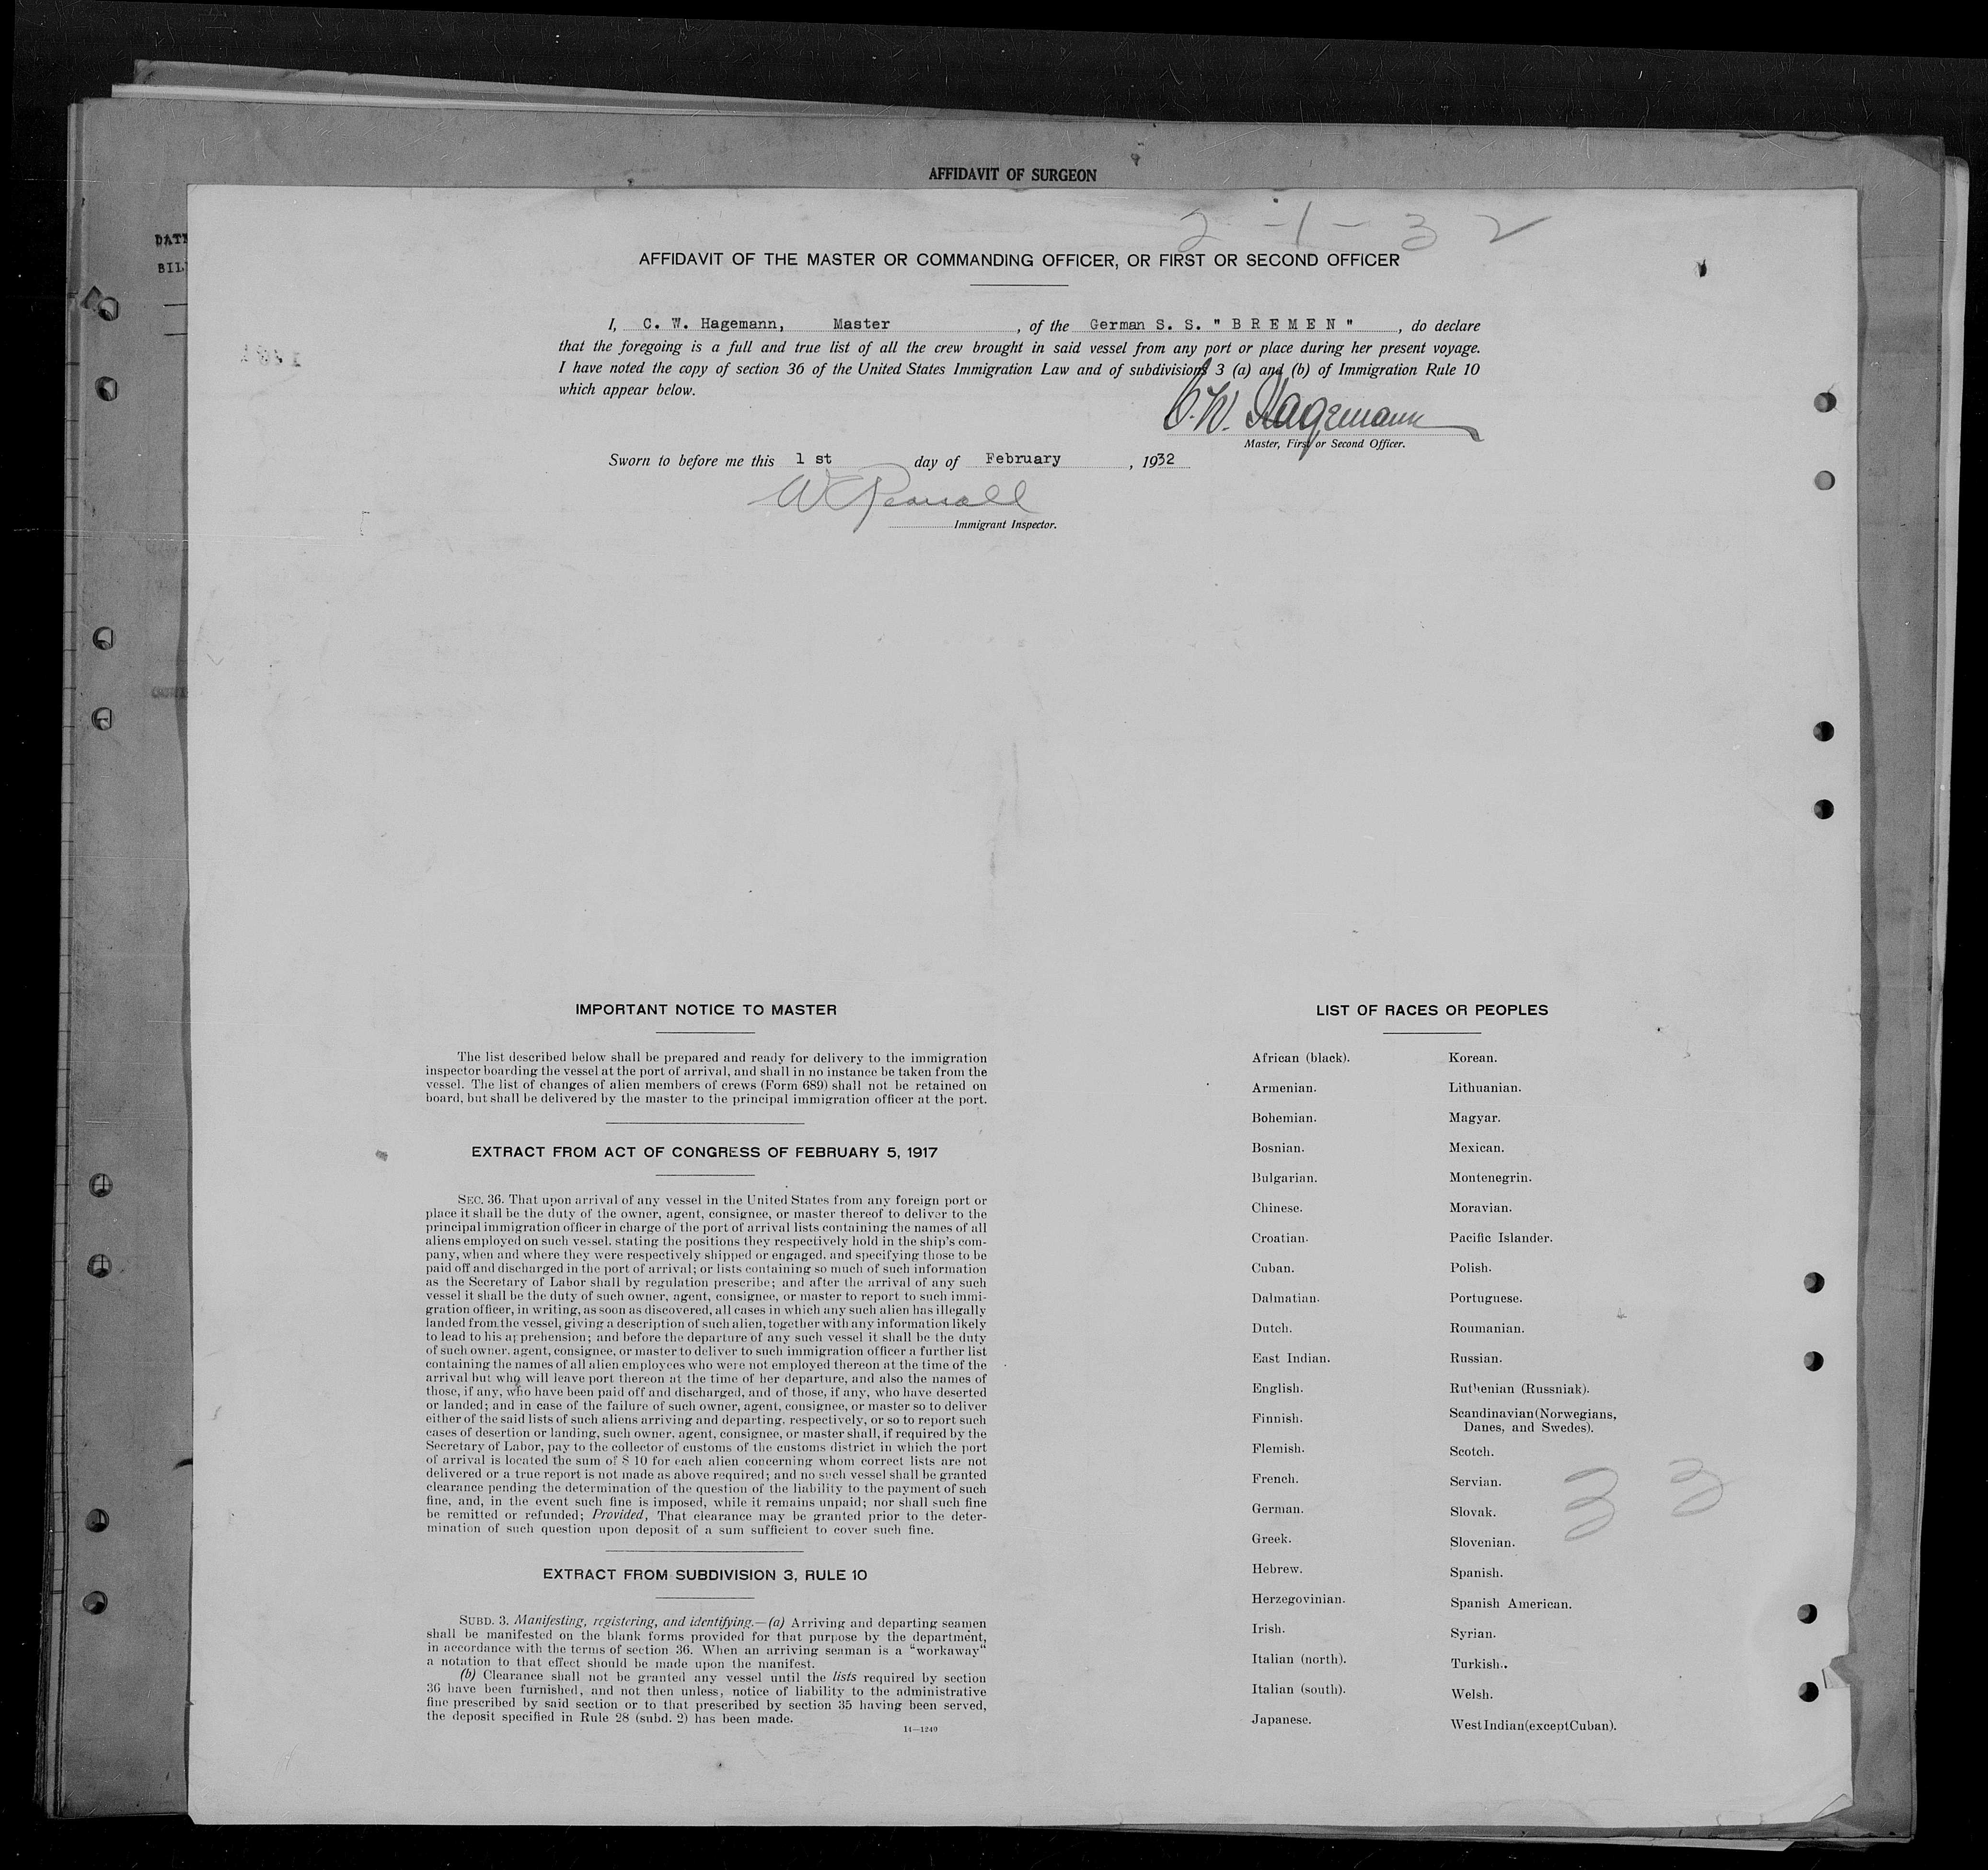 AFFIDAVIT OF SURGEON
2-1-32
AFFIDAVIT OF THE MASTER OR COMMANDING OFFICER, OR FIRST OR SECOND OFFICER
I, C. W. Hagemann, Master, of the German S. S. " B R E M E N ", do declare
that the foregoing is a full and true list of all the crew brought in said vessel from any port or place during her present voyage.
I have noted the copy of section 36 of the United States Immigration Law and of subdivisions 3 (a) and (b) of Immigration Rule 10
which appear below.
C. W. Hagemann
Master, First or Second Officer.
Sworn to before me this 1 st day of February, 1932
Immigrant Inspector.
IMPORTANT NOTICE TO MASTER
The list described below shall be prepared and ready for delivery to the immigration
inspector boarding the vessel at the port of arrival, and shall in no instance be taken from the
vessel. The list of changes of alien members of crews (Form 689) shall not be retained on
board, but shall be delivered by the master to the principal immigration officer at the port.
EXTRACT FROM ACT OF CONGRESS OF FEBRUARY 5, 1917
SEC. 36. That upon arrival of any vessel in the United States from any foreign port or
place it shall be the duty of the owner, agent, consignee, or master thereof to deliver to the
principal immigration officer in charge of the port of arrival lists containing the names of all
aliens employed on such vessel, stating the positions they respectively hold in the ship's com-
pany, when and where they were respectively shipped or engaged, and specifying those to be
paid off and discharged in the port of arrival; or lists containing so much of such information
as the Secretary of Labor shall by regulation prescribe; and after the arrival of any such
vessel it shall be the duty of such owner, agent, consignee, or master to report to such immi-
gration officer, in writing, as soon as discovered, all cases in which any such alien has illegally
landed from the vessel, giving a description of such alien, together with any information likely
to lead to his apprehension; and before the departure of any such vessel it shall be the duty
of such owner, agent, consignee, or master to deliver to such immigration officer a further list
containing the names of all alien employees who were not employed thereon at the time of the
arrival but who will leave port thereon at the time of her departure, and also the names of
those, if any, who have been paid off and discharged, and of those, if any, who have deserted
or landed; and in case of the failure of such owner, agent, consignee, or master so to deliver
either of the said lists of such aliens arriving and departing, respectively, or so to report such
cases of desertion or landing, such owner, agent, consignee, or master shall, if required by the
Secretary of Labor, pay to the collector of customs of the customs district in which the port
of arrival is located the sum of $ 10 for each alien concerning whom correct lists are not
delivered or a true report is not made as above required; and no such vessel shall be granted
clearance pending the determination of the question of the liability to the payment of such
fine, and, in the event such fine is imposed, while it remains unpaid; nor shall such fine
be remitted or refunded; Provided, That clearance may be granted prior to the deter-
mination of such question upon deposit of a sum sufficient to cover such fine.
EXTRACT FROM SUBDIVISION 3, RULE 10
SUBD. 3. Manifesting, registering, and identifying.—(a) Arriving and departing seamen
shall be manifested on the blank forms provided for that purpose by the department,
in accordance with the terms of section 36. When an arriving seaman is a "workaway"
a notation to that effect should be made upon the manifest.
(b) Clearance shall not be granted any vessel until the lists required by section
36 have been furnished, and not then unless, notice of liability to the administrative
fine prescribed by said section or to that prescribed by section 35 having been served,
the deposit specified in Rule 28 (subd. 2) has been made.
14—1240
LIST OF RACES OR PEOPLES
African (black).
Armenian.
Bohemian.
Bosnian.
Bulgarian.
Chinese.
Croatian.
Cuban.
Dalmatian.
Dutch.
East Indian.
English.
Finnish.
Flemish.
French.
German.
Greek.
Hebrew.
Herzegovinian.
Irish.
Italian (north).
Italian (south).
Japanese.
Korean.
Lithuanian.
Magyar.
Mexican.
Montenegrin.
Moravian.
Pacific Islander.
Polish.
Portuguese.
Roumanian.
Russian.
Ruthenian (Russniak).
Scandinavian(Norwegians,
Danes, and Swedes).
Scotch.
Servian.
Slovak.
Slovenian.
Spanish.
Spanish American.
Syrian.
Turkish.
Welsh.
West Indian (except Cuban).
33